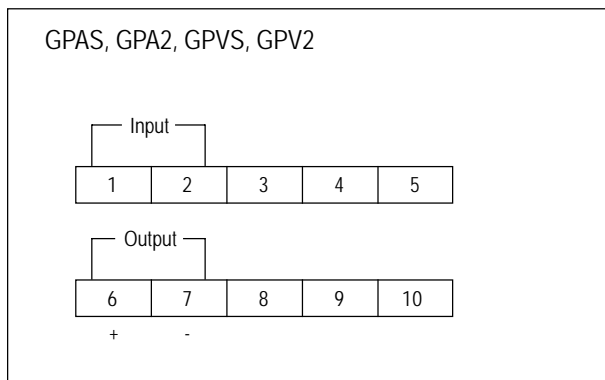 GPAS, GPA2, GPVS, GPV2
Input
1 2 3 4 5
Output
6 7 8 9 10
+ -